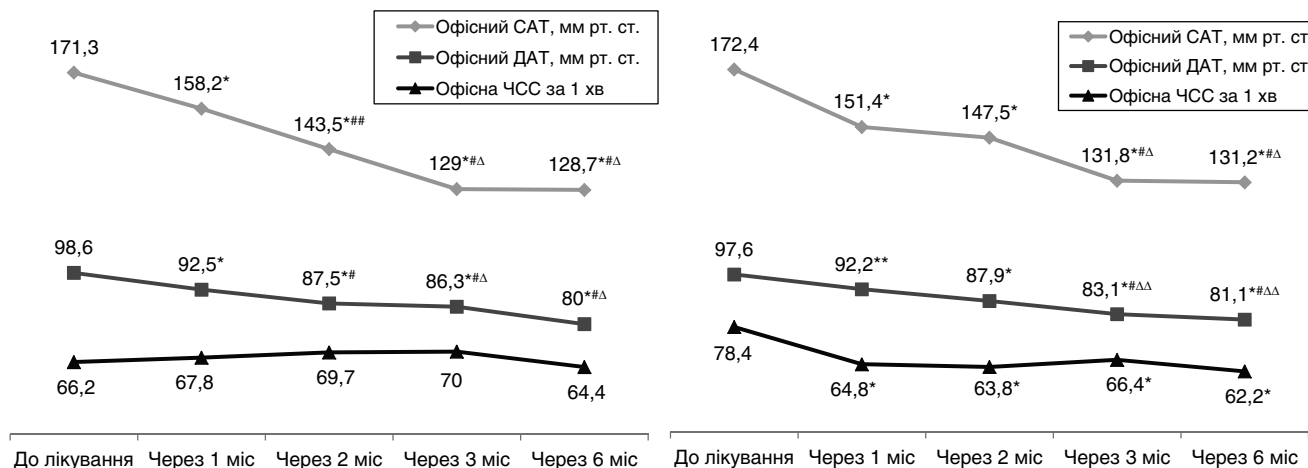 Офісний САТ, мм рт. ст.
Офісний ДАТ, мм рт. ст.
Офісна ЧСС за 1 хв
171,3
158,2*
143,5*##
129*#Δ
128,7*#Δ
98,6
92,5*
87,5*#
86,3*#Δ
80*#Δ
66,2
67,8
69,7
70
64,4
До лікування Через 1 міс Через 2 міс Через 3 міс Через 6 міс
Офісний САТ, мм рт. ст
Офісний ДАТ, мм рт. ст
Офісна ЧСС за 1 хв
172,4
151,4*
147,5*
131,8*#Δ
131,2*#Δ
97,6
92,2**
87,9*
83,1*#ΔΔ
81,1*#ΔΔ
78,4
64,8*
63,8*
66,4*
62,2*
До лікування Через 1 міс Через 2 міс Через 3 міс Через 6 міс